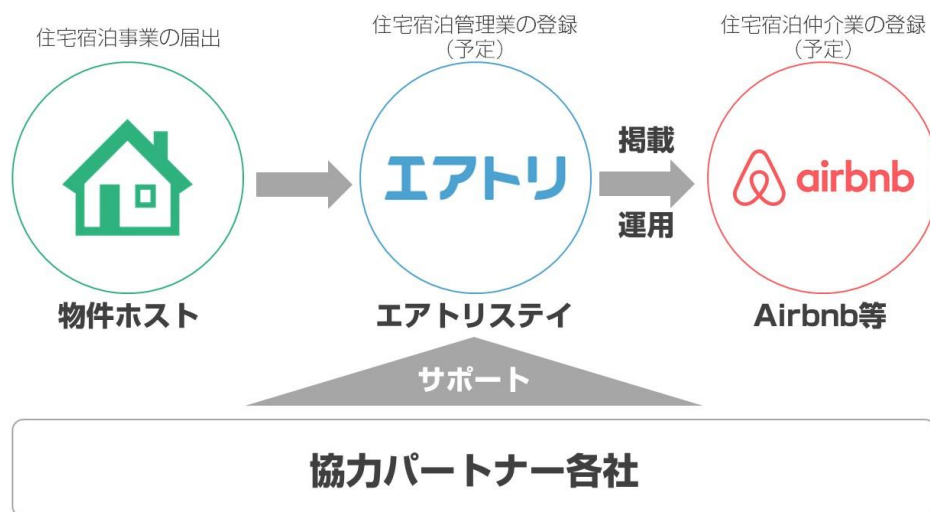 住宅宿泊事業の届出
住宅宿泊管理業の登録
（予定）
住宅宿泊仲介業の登録
（予定）
エアトリ
掲載
運用
airbnb
物件ホスト
エアトリステイ
Airbnb等
サポート
協力パートナー各社